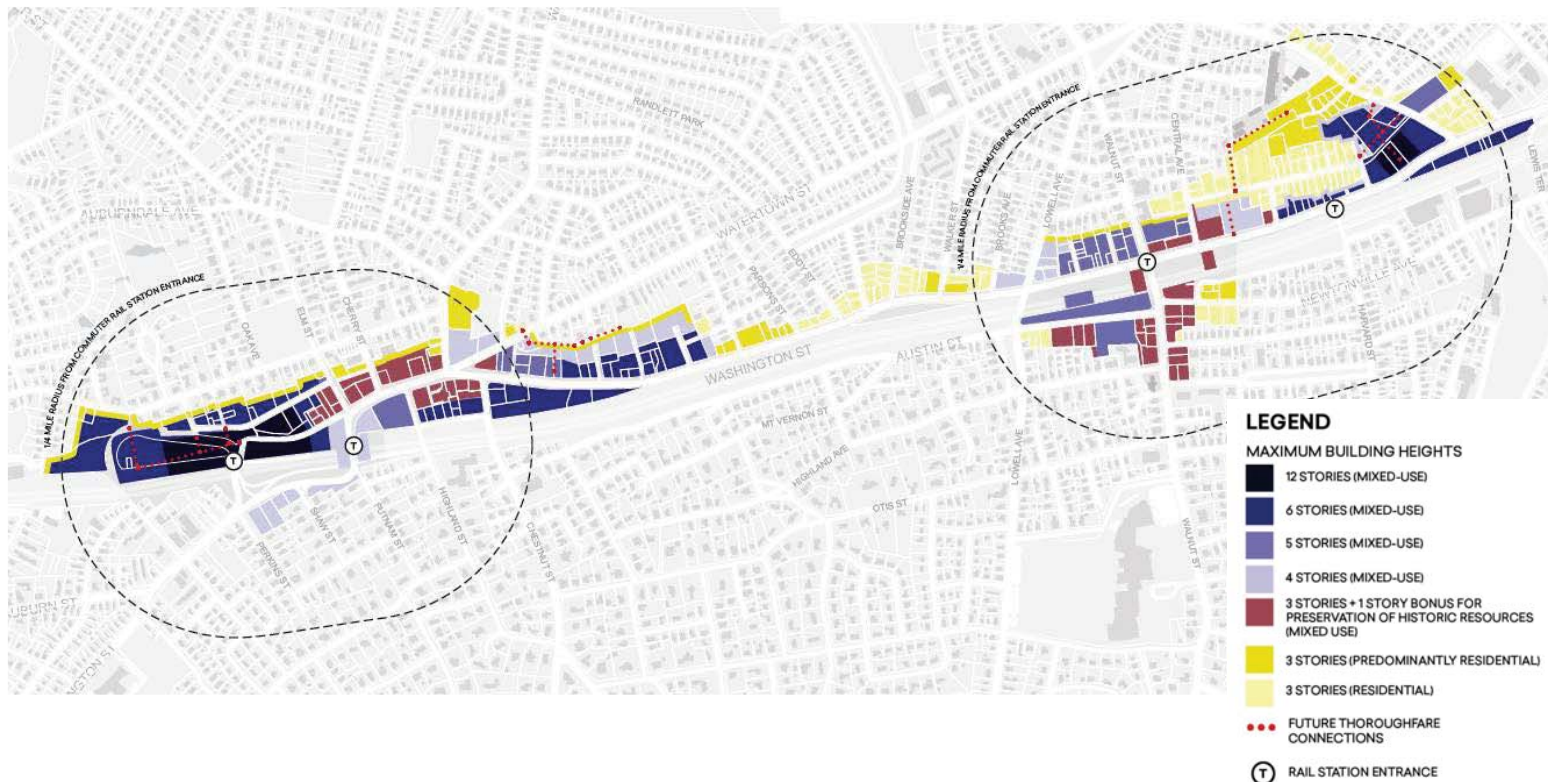 RANDLETT PARK
AUBURNDALE AVE
WATERTOWN ST
1/4 MILE RADIUS FROM COMMUTER RAIL STATION ENTRANCE
OAK AVE
ELM ST
CHERRY ST
PARSONS ST
EDDY ST
BROOKSIDE AVE
WALKER ST
1/4 MILE RADIUS FROM COMMUTER RAIL STATION ENTRANCE
BROOKS AVE
LOWELL AVE
WALNUT ST
CENTRAL AVE
LEWIS TER
T
T
T
T
NEWTONVILLE AVE
HARVARD ST
WASHINGTON ST
AUSTIN CT
MT VERNON ST
HIGHLAND AVE
OTIS ST
LOWELL AVE
WALNUT ST
PERKINS ST
SHAW ST
PUTNAM ST
HIGHLAND ST
CHESTNUT ST
LEGEND
MAXIMUM BUILDING HEIGHTS
12 STORIES (MIXED-USE)
6 STORIES (MIXED-USE)
5 STORIES (MIXED-USE)
4 STORIES (MIXED-USE)
3 STORIES + 1 STORY BONUS FOR
PRESERVATION OF HISTORIC RESOURCES
(MIXED USE)
3 STORIES (PREDOMINANTLY RESIDENTIAL)
3 STORIES (RESIDENTIAL)
FUTURE THOROUGHFARE
CONNECTIONS
T RAIL STATION ENTRANCE